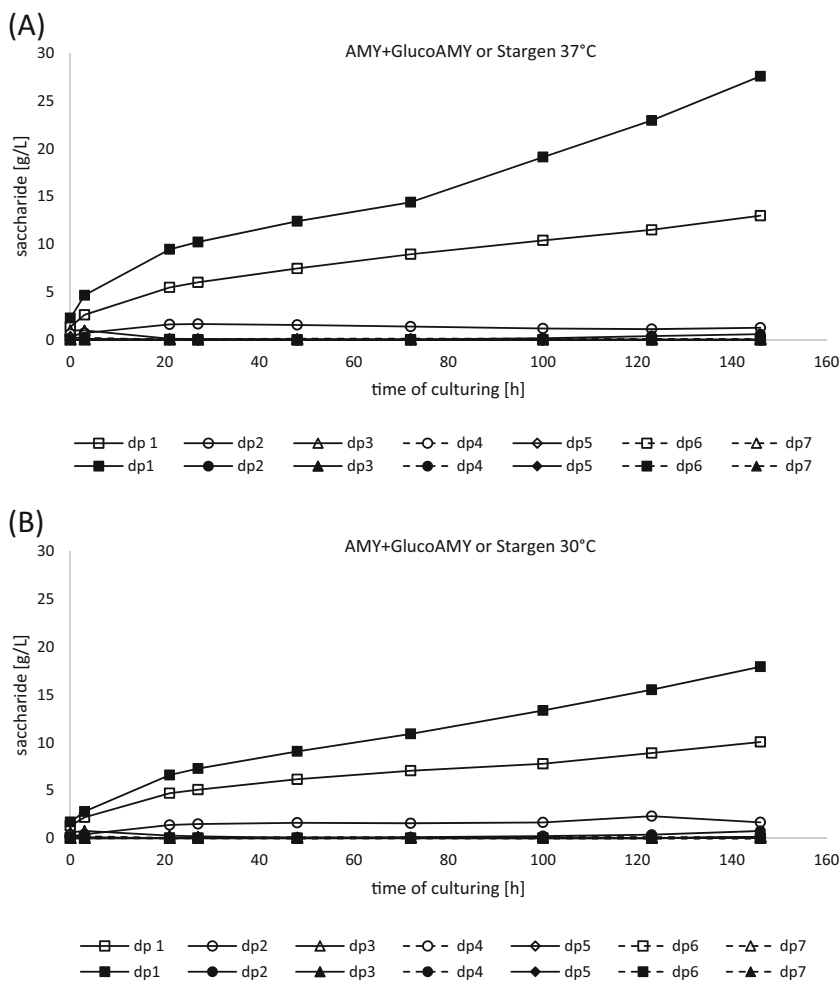 (A)
AMY+GlucoAMY or Stargen 37°C
30
25
20
15
10
5
0
saccharide [g/L]
0 20 40 60 80 100 120 140 160
time of culturing [h]
dp 1 dp2 dp3 dp4 dp5 dp6 dp7
dp1 dp2 dp3 dp4 dp5 dp6 dp7
(B)
AMY+GlucoAMY or Stargen 30°C
30
25
20
15
10
5
0
saccharide [g/L]
0 20 40 60 80 100 120 140 160
time of culturing [h]
dp 1 dp2 dp3 dp4 dp5 dp6 dp7
dp1 dp2 dp3 dp4 dp5 dp6 dp7